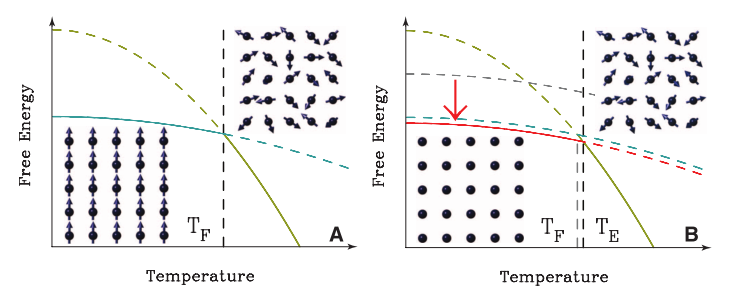 Free Energy
T_F
A
Temperature
Free Energy
T_F
T_E
B
Temperature